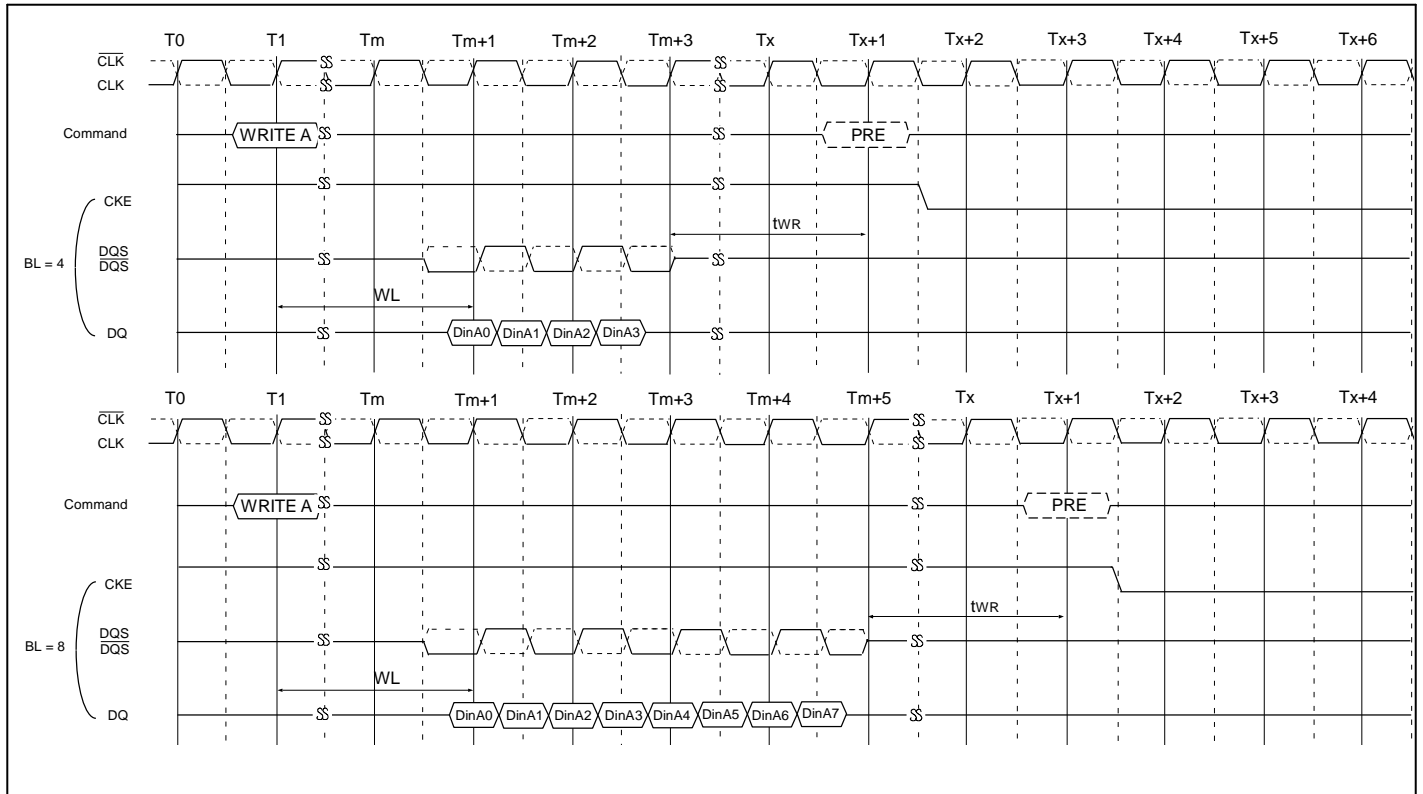 T0 T1 Tm Tm+1 Tm+2 Tm+3 Tx Tx+1 Tx+2 Tx+3 Tx+4 Tx+5 Tx+6
CLK
CLK
Command WRITE A PRE
CKE
tWR
BL = 4
DQS
DQS
WL
DQ DinA0 DinA1 DinA2 DinA3
T0 T1 Tm Tm+1 Tm+2 Tm+3 Tm+4 Tm+5 Tx Tx+1 Tx+2 Tx+3 Tx+4
CLK
CLK
Command WRITE A PRE
CKE
tWR
BL = 8
DQS
DQS
WL
DQ DinA0 DinA1 DinA2 DinA3 DinA4 DinA5 DinA6 DinA7